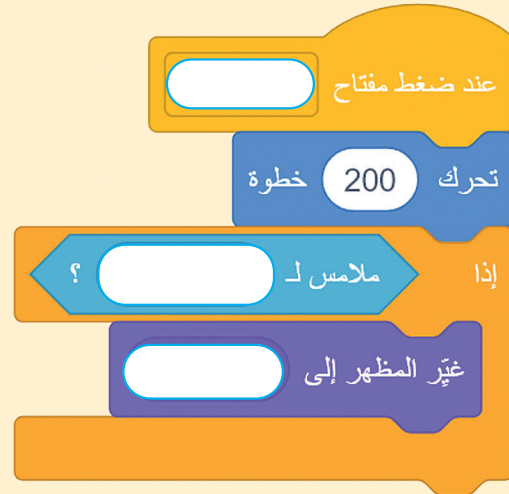 عند ضغط مفتاح
تحرك 200 خطوة
إذا ملامس لـ ؟
غيّر المظهر إلى